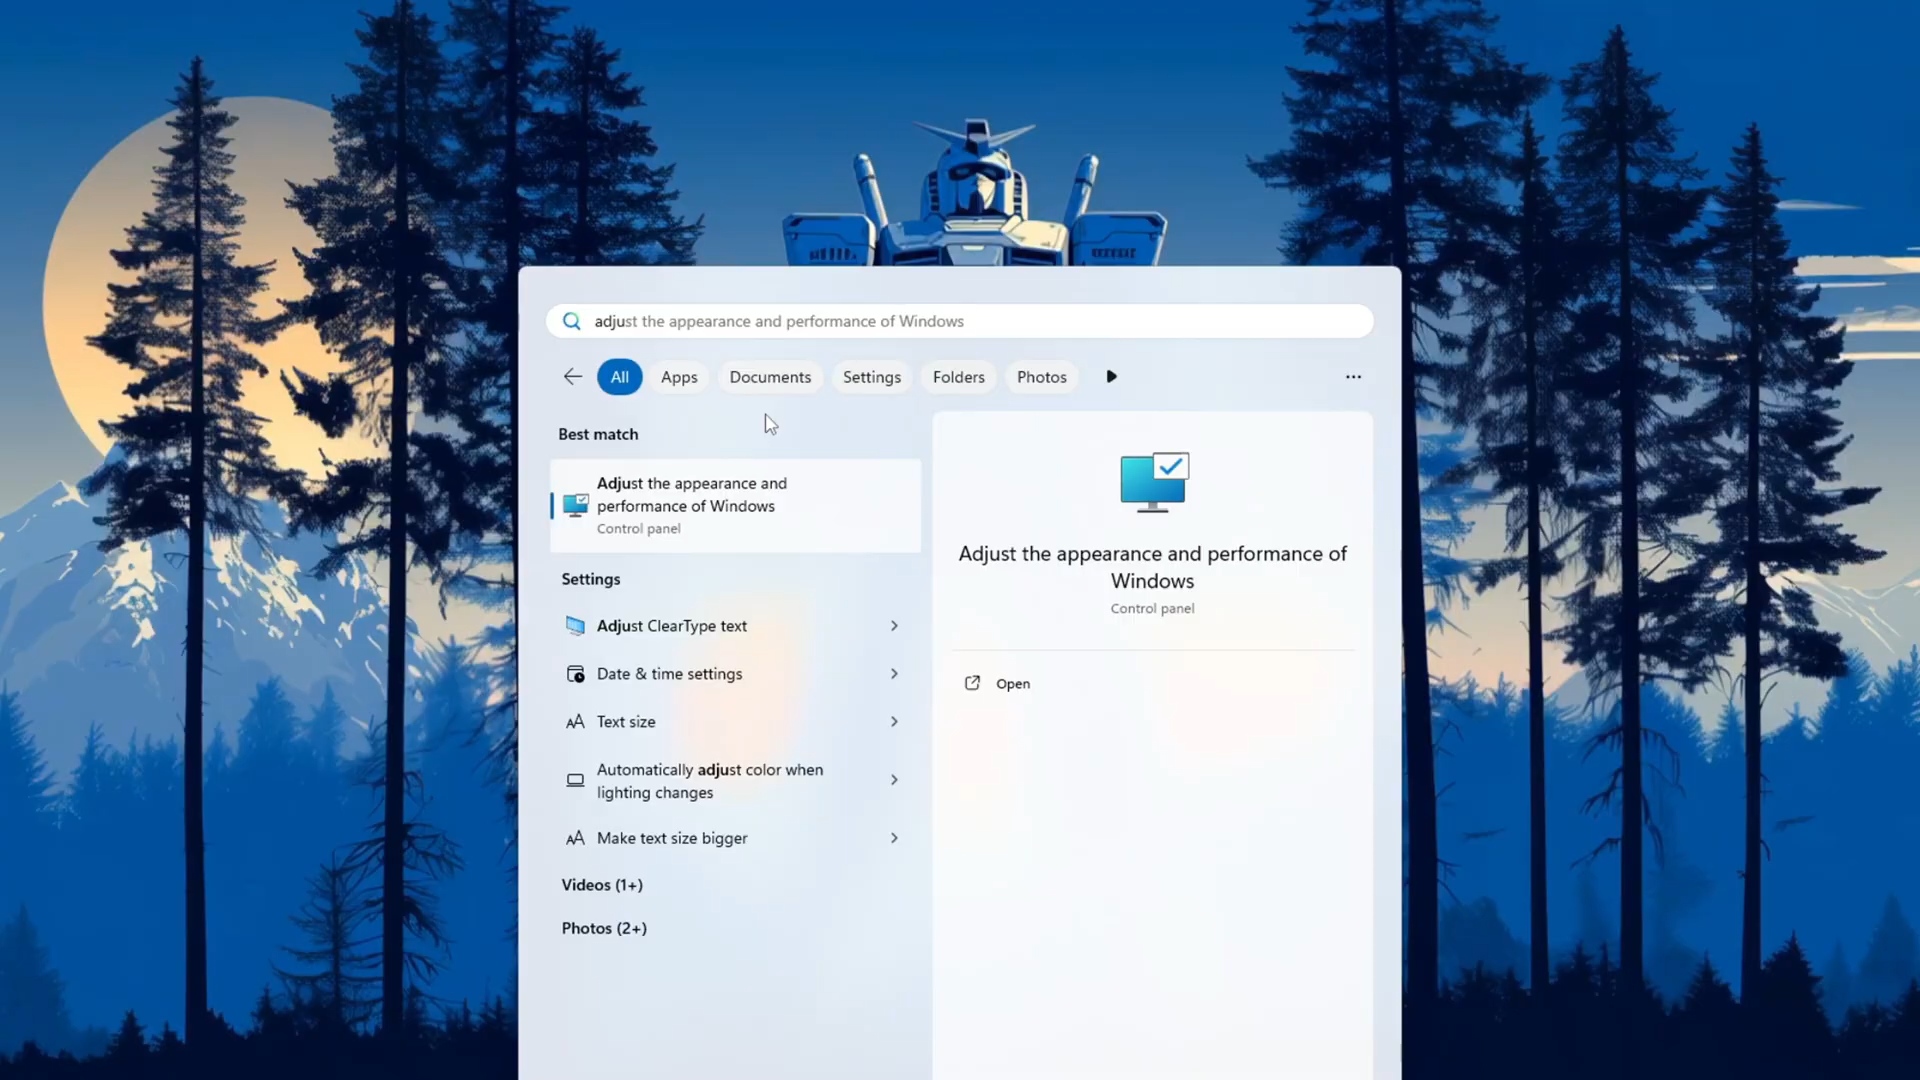 adjust the appearance and performance of Windows
All Apps Documents Settings Folders Photos
Best match
Adjust the appearance and
performance of Windows
Control panel
Settings
Adjust ClearType text
Date & time settings
Text size
Automatically adjust color when
lighting changes
Make text size bigger
Videos (1+)
Photos (2+)
Adjust the appearance and performance of
Windows
Control panel
Open